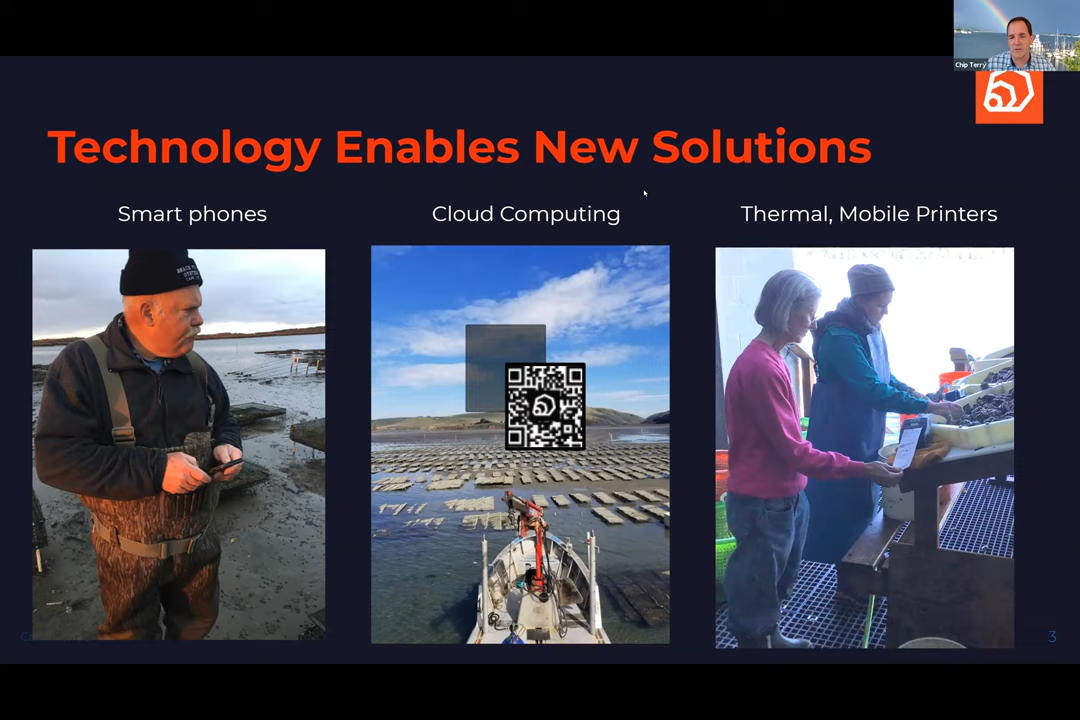 Chip Terry
Technology Enables New Solutions
Smart phones
Cloud Computing
Thermal, Mobile Printers
3